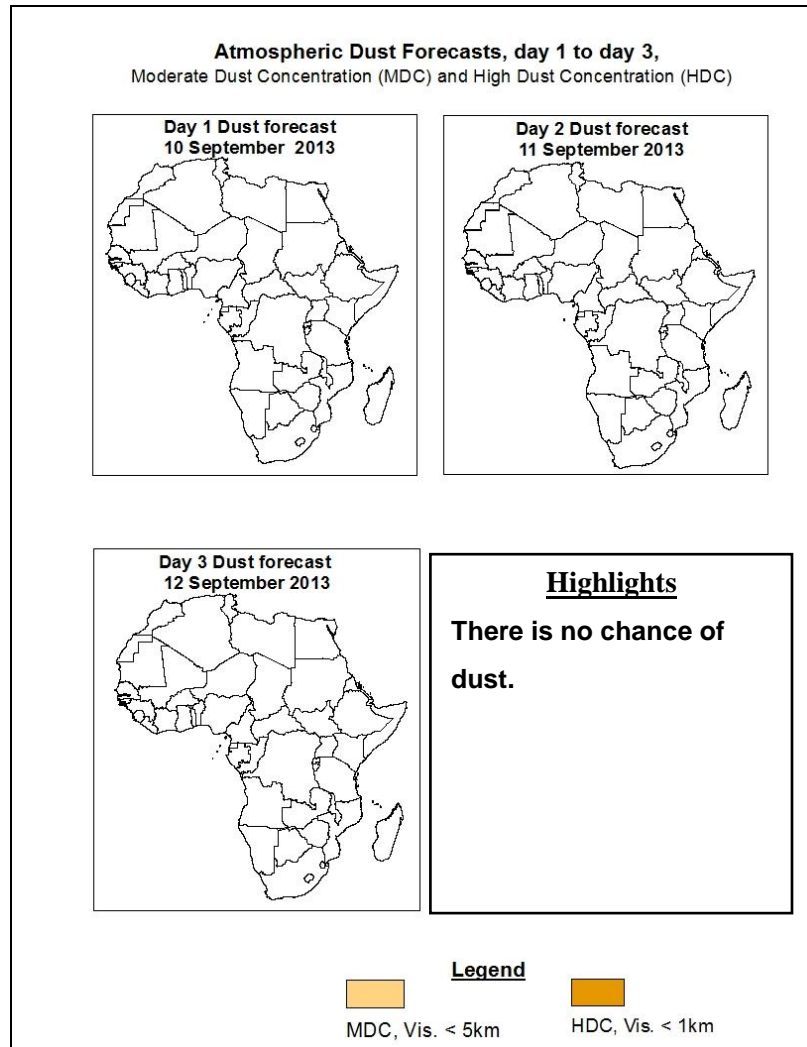 Atmospheric Dust Forecasts, day 1 to day 3,
Moderate Dust Concentration (MDC) and High Dust Concentration (HDC)
Day 1 Dust forecast
10 September 2013
Day 2 Dust forecast
11 September 2013
Day 3 Dust forecast
12 September 2013
Highlights
There is no chance of
dust.
Legend
MDC, Vis. < 5km
HDC, Vis. < 1km